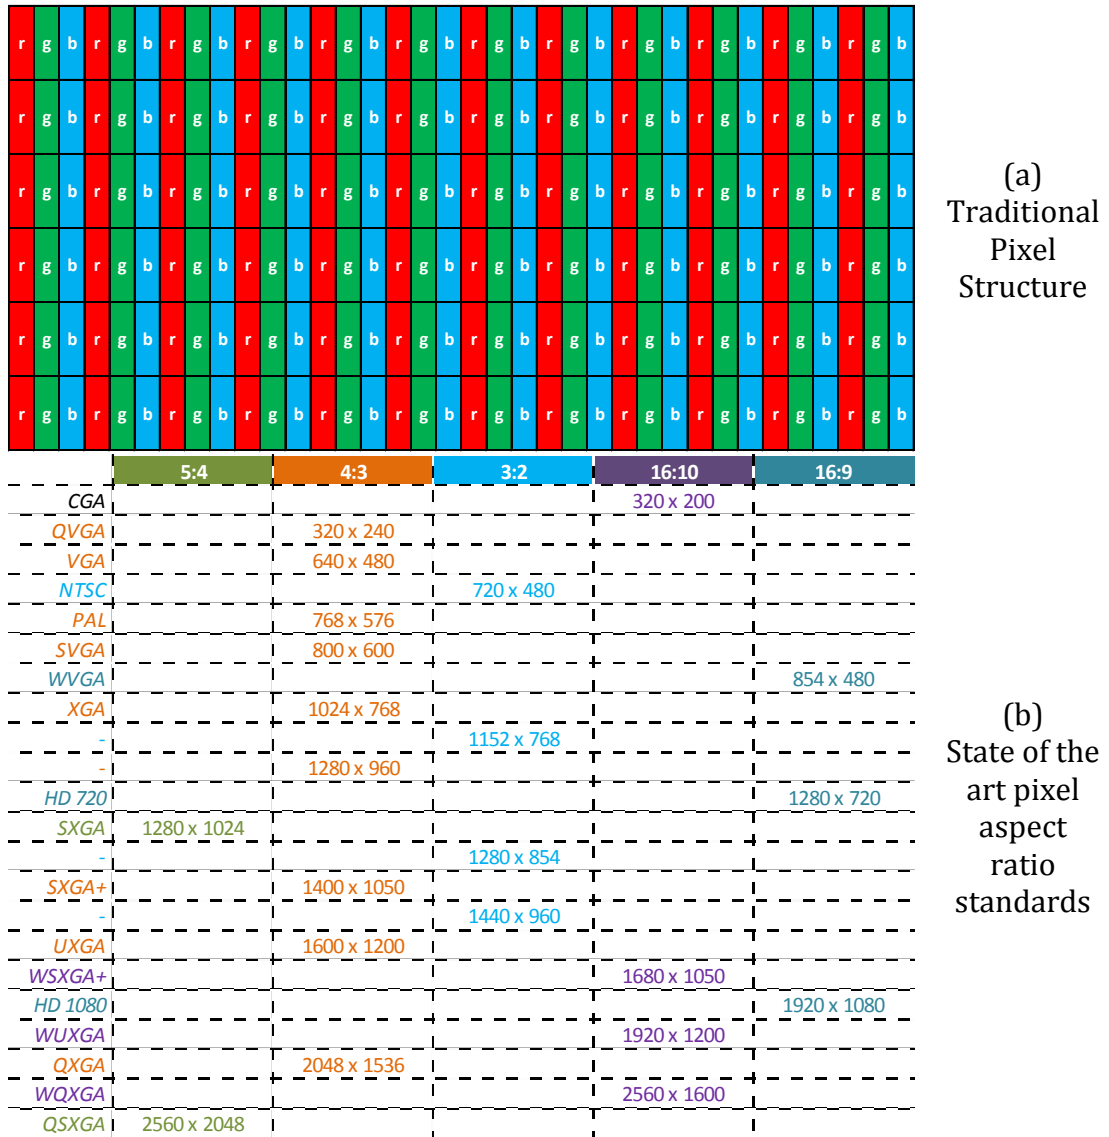 r g b r g b r g b r g b r g b r g b r g b r g b r g b r g b r g b r g b
r g b r g b r g b r g b r g b r g b r g b r g b r g b r g b r g b r g b
r g b r g b r g b r g b r g b r g b r g b r g b r g b r g b r g b r g b
r g b r g b r g b r g b r g b r g b r g b r g b r g b r g b r g b r g b
r g b r g b r g b r g b r g b r g b r g b r g b r g b r g b r g b r g b
r g b r g b r g b r g b r g b r g b r g b r g b r g b r g b r g b r g b
(a)
Traditional
Pixel
Structure
5:4 4:3 3:2 16:10 16:9
CGA 320 x 200
QVGA 320 x 240
VGA 640 x 480
NTSC 720 x 480
PAL 768 x 576
SVGA 800 x 600
WVGA 854 x 480
XGA 1024 x 768
- 1152 x 768
- 1280 x 960
HD 720 1280 x 720
SXGA 1280 x 1024
- 1280 x 854
SXGA+ 1400 x 1050
- 1440 x 960
UXGA 1600 x 1200
WSXGA+ 1680 x 1050
HD 1080 1920 x 1080
WUXGA 1920 x 1200
QXGA 2048 x 1536
WQXGA 2560 x 1600
QSXGA 2560 x 2048
(b)
State of the
art pixel
aspect
ratio
standards